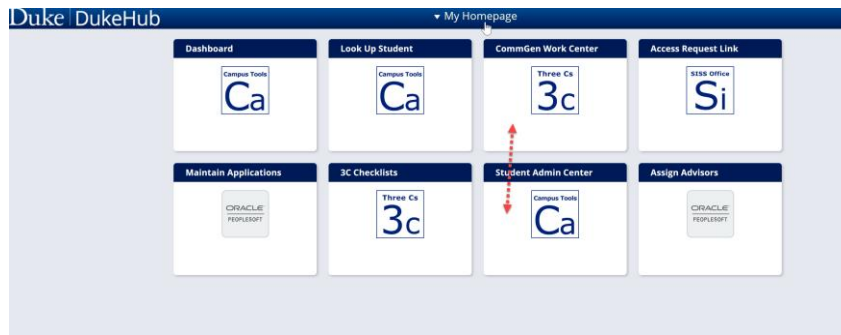 Duke DukeHub
My Homepage
Dashboard
Look Up Student
CommGen Work Center
Access Request Link
Campus Tools
Ca
Campus Tools
Ca
Three Cs
3c
SISS Office
Si
Maintain Applications
3C Checklists
Student Admin Center
Assign Advisors
ORACLE
PEOPLESOFT
Three Cs
3c
Campus Tools
Ca
ORACLE
PEOPLESOFT